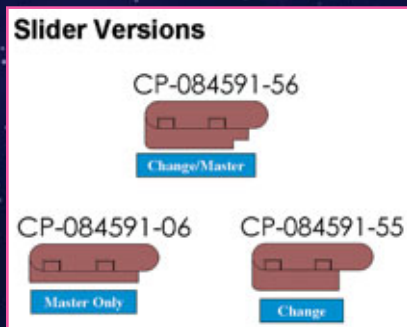 Slider Versions
CP-084591-56
Change/Master
CP-084591-06
Master Only
CP-084591-55
Change